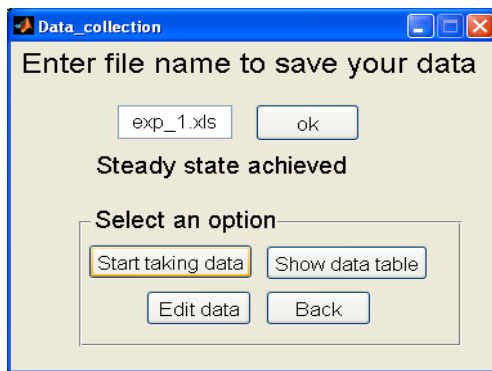 Data_collection
Enter file name to save your data
exp_1.xls ok
Steady state achieved
Select an option
Start taking data Show data table
Edit data Back